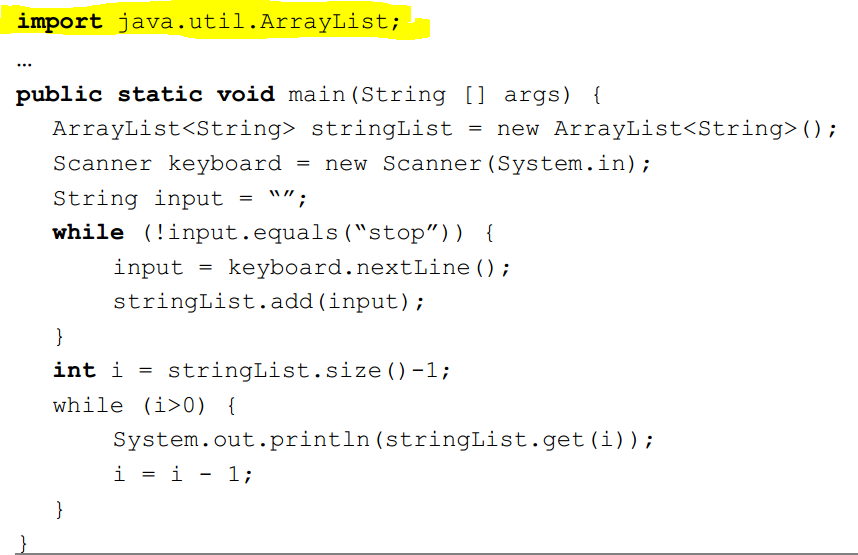 import java.util.ArrayList;
…
public static void main(String [] args) {
ArrayList<String> stringList = new ArrayList<String>();
Scanner keyboard = new Scanner(System.in);
String input = “”;
while (!input.equals(“stop”)) {
input = keyboard.nextLine();
stringList.add(input);
}
int i = stringList.size()-1;
while (i>0) {
System.out.println(stringList.get(i));
i = i - 1;
}
}